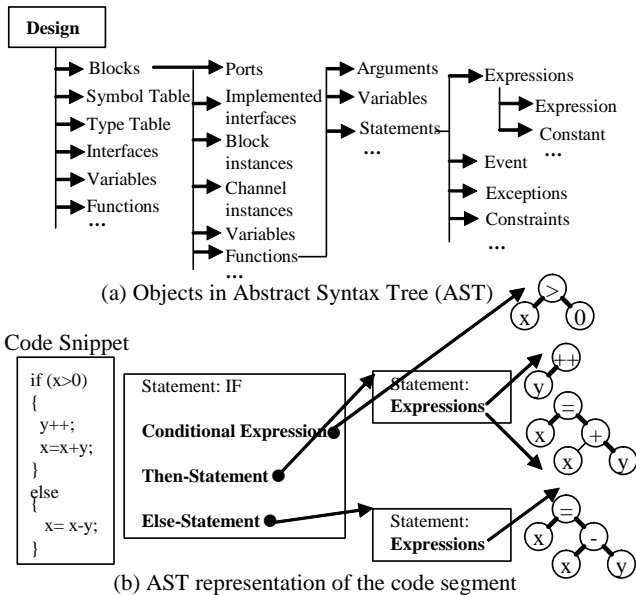 Design
Blocks
Symbol Table
Type Table
Interfaces
Variables
Functions
...
Ports
Implemented
interfaces
Block
instances
Channel
instances
Variables
Functions
...
Arguments
Variables
Statements
...
Expressions
Expression
Constant
...
Event
Exceptions
Constraints
...
(a) Objects in Abstract Syntax Tree (AST)
Code Snippet
if (x>0)
{
y++;
x=x+y;
}
else
{
x= x-y;
}
Statement: IF
Conditional Expression
Then-Statement
Else-Statement
Statement:
Expressions
Statement:
Expressions
>
x 0
++
y
=
x +
x y
=
x -
x y
(b) AST representation of the code segment